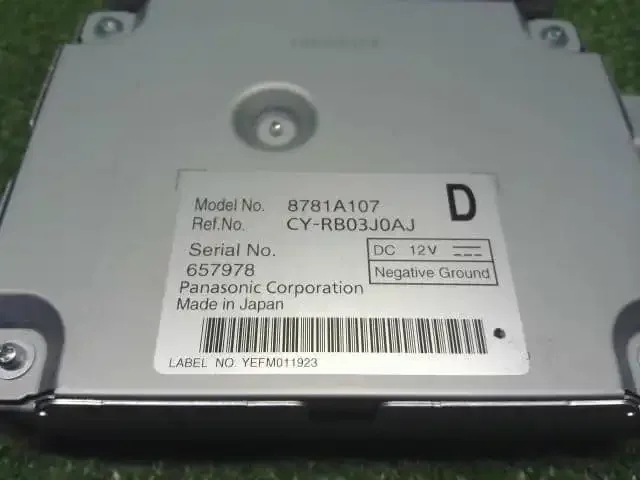 Model No. 8781A107 D
Ref.No. CY-RB03J0AJ
Serial No. DC 12V
657978 Negative Ground
Panasonic Corporation
Made in Japan
LABEL NO. YEFM011923